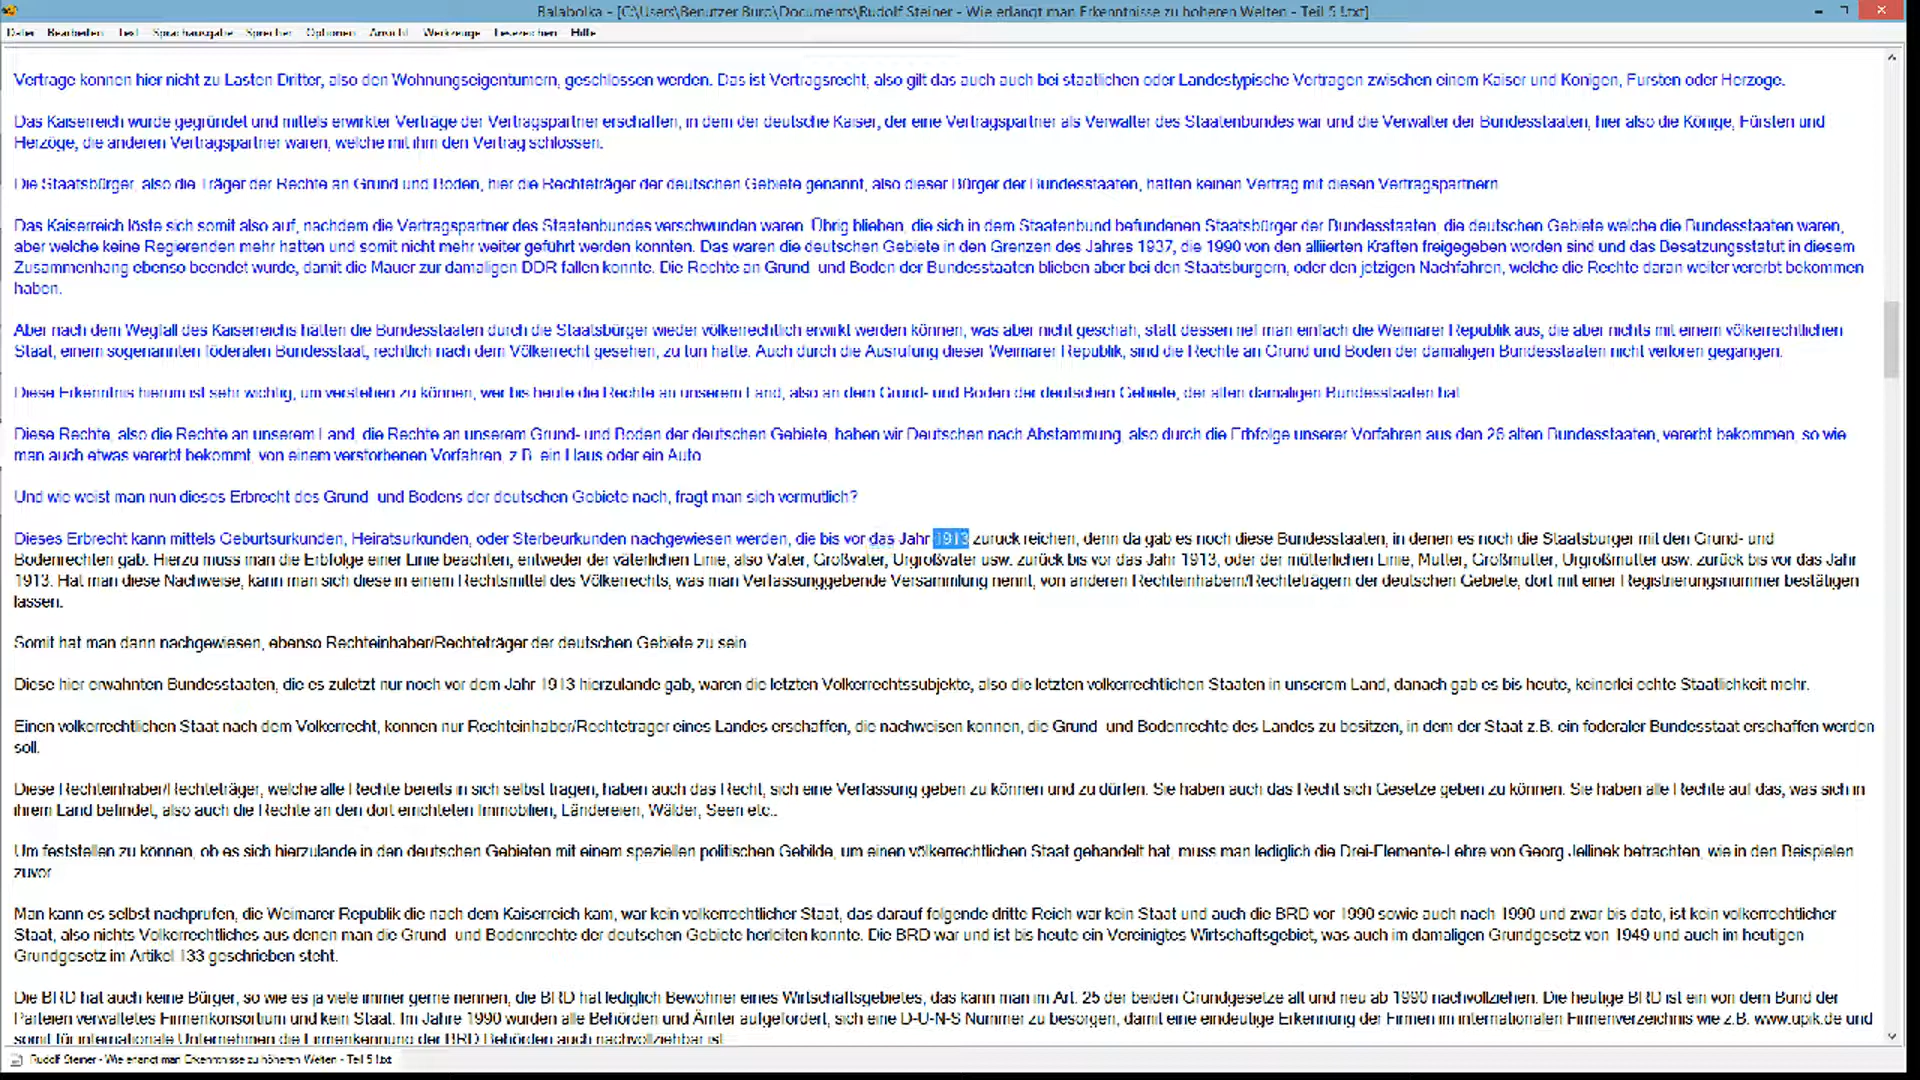 Balabolka - [C:\Users\Benutzer Buro\Documents\Rudolf Steiner - Wie erlangt man Erkenntnisse zu höheren Welten - Teil 5 !.txt]
Datei Bearbeiten Text Sprachausgabe Sprecher Optionen Ansicht Werkzeuge Lesezeichen Hilfe
Verträge können hier nicht zu Lasten Dritter, also den Wohnungseigentümern, geschlossen werden. Das ist Vertragsrecht, also gilt das auch auch bei staatlichen oder Landestypische Verträgen zwischen einem Kaiser und Königen, Fürsten oder Herzöge.
Das Kaiserreich wurde gegründet und mittels erwirkter Verträge der Vertragspartner erschaffen, in dem der deutsche Kaiser, der eine Vertragspartner als Verwalter des Staatenbundes war und die Verwalter der Bundesstaaten, hier also die Könige, Fürsten und
Herzöge, die anderen Vertragspartner waren, welche mit ihm den Vertrag schlossen.
Die Staatsbürger, also die Träger der Rechte an Grund und Boden, hier die Rechteträger der deutschen Gebiete genannt, also dieser Bürger der Bundesstaaten, hatten keinen Vertrag mit diesen Vertragspartnern.
Das Kaiserreich löste sich somit also auf, nachdem die Vertragspartner des Staatenbundes verschwunden waren. Übrig blieben, die sich in dem Staatenbund befundenen Staatsbürger der Bundesstaaten, die deutschen Gebiete welche die Bundesstaaten waren,
aber welche keine Regierenden mehr hatten und somit nicht mehr weiter geführt werden konnten. Das waren die deutschen Gebiete in den Grenzen des Jahres 1937, die 1990 von den alliierten Kräften freigegeben worden sind und das Besatzungsstatut in diesem
Zusammenhang ebenso beendet wurde, damit die Mauer zur damaligen DDR fallen konnte. Die Rechte an Grund- und Boden der Bundesstaaten blieben aber bei den Staatsbürgern, oder den jetzigen Nachfahren, welche die Rechte daran weiter vererbt bekommen
haben.
Aber nach dem Wegfall des Kaiserreichs hätten die Bundesstaaten durch die Staatsbürger wieder völkerrechtlich erwirkt werden können, was aber nicht geschah, statt dessen rief man einfach die Weimarer Republik aus, die aber nichts mit einem völkerrechtlichen
Staat, einem sogenannten föderalen Bundesstaat, rechtlich nach dem Völkerrecht gesehen, zu tun hatte. Auch durch die Ausrufung dieser Weimarer Republik, sind die Rechte an Grund und Boden der damaligen Bundesstaaten nicht verloren gegangen.
Diese Erkenntnis hierum ist sehr wichtig, um verstehen zu können, wer bis heute die Rechte an unserem Land, also an dem Grund- und Boden der deutschen Gebiete, der alten damaligen Bundesstaaten hat.
Diese Rechte, also die Rechte an unserem Land, die Rechte an unserem Grund- und Boden der deutschen Gebiete, haben wir Deutschen nach Abstammung, also durch die Erbfolge unserer Vorfahren aus den 26 alten Bundesstaaten, vererbt bekommen, so wie
man auch etwas vererbt bekommt, von einem verstorbenen Vorfahren, z.B. ein Haus oder ein Auto.
Und wie weist man nun dieses Erbrecht des Grund- und Bodens der deutschen Gebiete nach, fragt man sich vermutlich?
Dieses Erbrecht kann mittels Geburtsurkunden, Heiratsurkunden, oder Sterbeurkunden nachgewiesen werden, die bis vor das Jahr 1913 zurück reichen, denn da gab es noch diese Bundesstaaten, in denen es noch die Staatsbürger mit den Grund- und
Bodenrechten gab. Hierzu muss man die Erbfolge einer Linie beachten, entweder der väterlichen Linie, also Vater, Großvater, Urgroßvater usw. zurück bis vor das Jahr 1913, oder der mütterlichen Linie, Mutter, Großmutter, Urgroßmutter usw. zurück bis vor das Jahr
1913. Hat man diese Nachweise, kann man sich diese in einem Rechtsmittel des Völkerrechts, was man Verfassunggebende Versammlung nennt, von anderen Rechteinhabern/Rechteträgern der deutschen Gebiete, dort mit einer Registrierungsnummer bestätigen
lassen.
Somit hat man dann nachgewiesen, ebenso Rechteinhaber/Rechteträger der deutschen Gebiete zu sein.
Diese hier erwähnten Bundesstaaten, die es zuletzt nur noch vor dem Jahr 1913 hierzulande gab, waren die letzten Völkerrechtssubjekte, also die letzten völkerrechtlichen Staaten in unserem Land, danach gab es bis heute, keinerlei echte Staatlichkeit mehr.
Einen völkerrechtlichen Staat nach dem Völkerrecht, können nur Rechteinhaber/Rechteträger eines Landes erschaffen, die nachweisen können, die Grund- und Bodenrechte des Landes zu besitzen, in dem der Staat z.B. ein föderaler Bundesstaat erschaffen werden
soll.
Diese Rechteinhaber/Rechteträger, welche alle Rechte bereits in sich selbst tragen, haben auch das Recht, sich eine Verfassung geben zu können und zu dürfen. Sie haben auch das Recht sich Gesetze geben zu können. Sie haben alle Rechte auf das, was sich in
ihrem Land befindet, also auch die Rechte an den dort errichteten Immobilien, Ländereien, Wälder, Seen etc..
Um feststellen zu können, ob es sich hierzulande in den deutschen Gebieten mit einem speziellen politischen Gebilde, um einen völkerrechtlichen Staat gehandelt hat, muss man lediglich die Drei-Elemente-Lehre von Georg Jellinek betrachten, wie in den Beispielen
zuvor.
Man kann es selbst nachprüfen, die Weimarer Republik die nach dem Kaiserreich kam, war kein völkerrechtlicher Staat, das darauf folgende dritte Reich war kein Staat und auch die BRD vor 1990 sowie auch nach 1990 und zwar bis dato, ist kein völkerrechtlicher
Staat, also nichts Völkerrechtliches aus denen man die Grund- und Bodenrechte der deutschen Gebiete herleiten könnte. Die BRD war und ist bis heute ein Vereinigtes Wirtschaftsgebiet, was auch im damaligen Grundgesetz von 1949 und auch im heutigen
Grundgesetz im Artikel 133 geschrieben steht.
Die BRD hat auch keine Bürger, so wie es ja viele immer gerne nennen, die BRD hat lediglich Bewohner eines Wirtschaftsgebietes, das kann man im Art. 25 der beiden Grundgesetze alt und neu ab 1990 nachvollziehen. Die heutige BRD ist ein von dem Bund der
Parteien verwaltetes Firmenkonsortium und kein Staat. Im Jahre 1990 wurden alle Behörden und Ämter aufgefordert, sich eine D-U-N-S Nummer zu besorgen, damit eine eindeutige Erkennung der Firmen im internationalen Firmenverzeichnis wie z.B. www.upik.de und
somit für internationale Unternehmen die Firmenkennung der BRD Behörden auch nachvollziehbar ist.
Rudolf Steiner - Wie erlangt man Erkenntnisse zu höheren Welten - Teil 5 !.txt